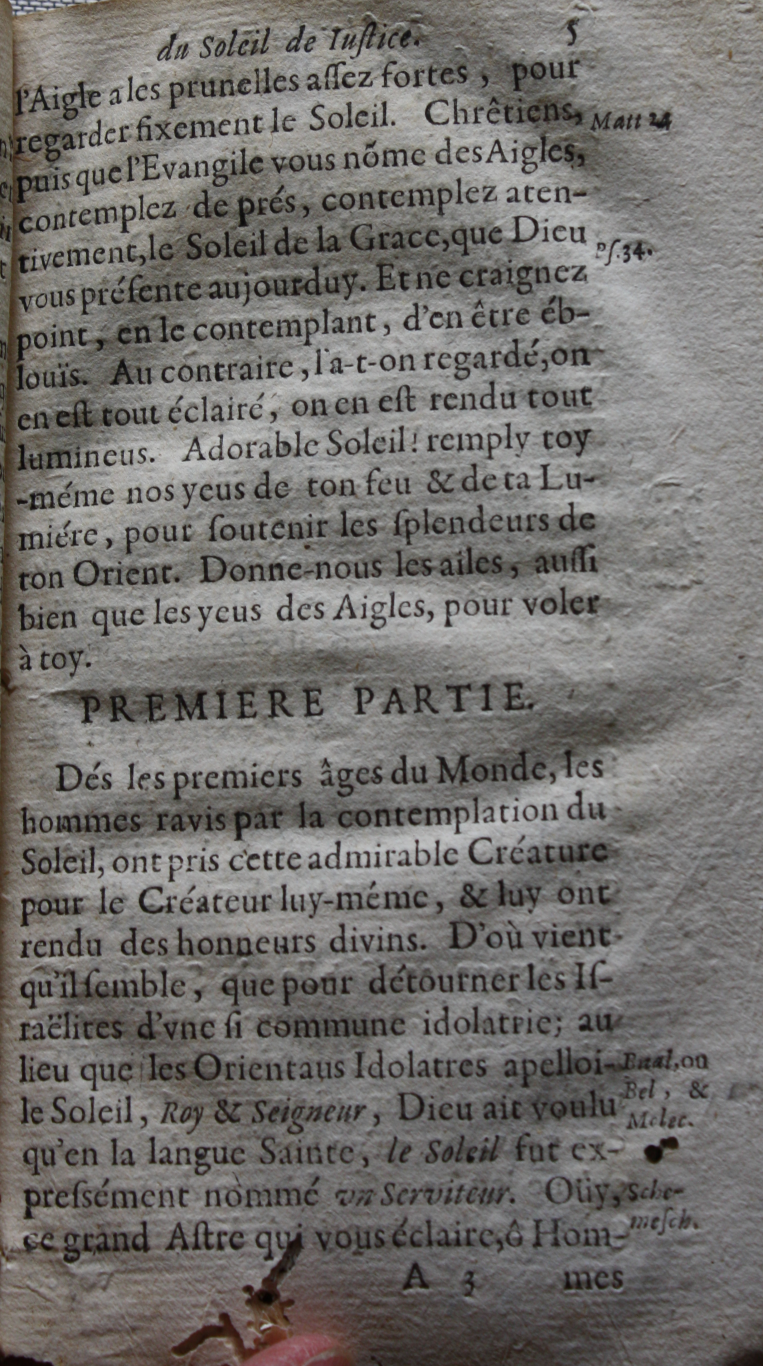 du Soleil de Iuſtice. 5
l'Aigle a les prunelles aſſez fortes, pour
regarder fixement le Soleil. Chrêtiens, Matt 24
puis que l'Evangile vous nõme des Aigles,
contemplez de prés, contemplez aten-
tivement, le Soleil de la Grace, que Dieu
vous préſente aujourduy. Et ne craignez Pſ. 34.
point, en le contemplant, d'en être éb-
louïs. Au contraire, l'a-t-on regardé, on
en eſt tout éclairé, on en eſt rendu tout
lumineus. Adorable Soleil! remply toy
-méme nos yeus de ton feu & de ta Lu-
miére, pour ſoutenir les ſplendeurs de
ton Orient. Donne-nous les ailes, auſſi
bien que les yeus des Aigles, pour voler
à toy.
PREMIERE PARTIE.
Dés les premiers âges du Monde, les
hommes ravis par la contemplation du
Soleil, ont pris cette admirable Créature
pour le Créateur luy-méme, & luy ont
rendu des honneurs divins. D'où vient
qu'il ſemble, que pour détourner les Iſ-
raëlites d'vne ſi commune idolatrie; au
lieu que les Orientaus Idolatres apelloi- Baal, ou
le Soleil, Roy & Seigneur, Dieu ait voulu Bel, &
Melec.
qu'en la langue Sainte, le Soleil fut ex-
preſsément nommé vn Serviteur. Oüy, Sche-
ce grand Aſtre qui vous éclaire, ô Hom- meſch.
A 3 mes